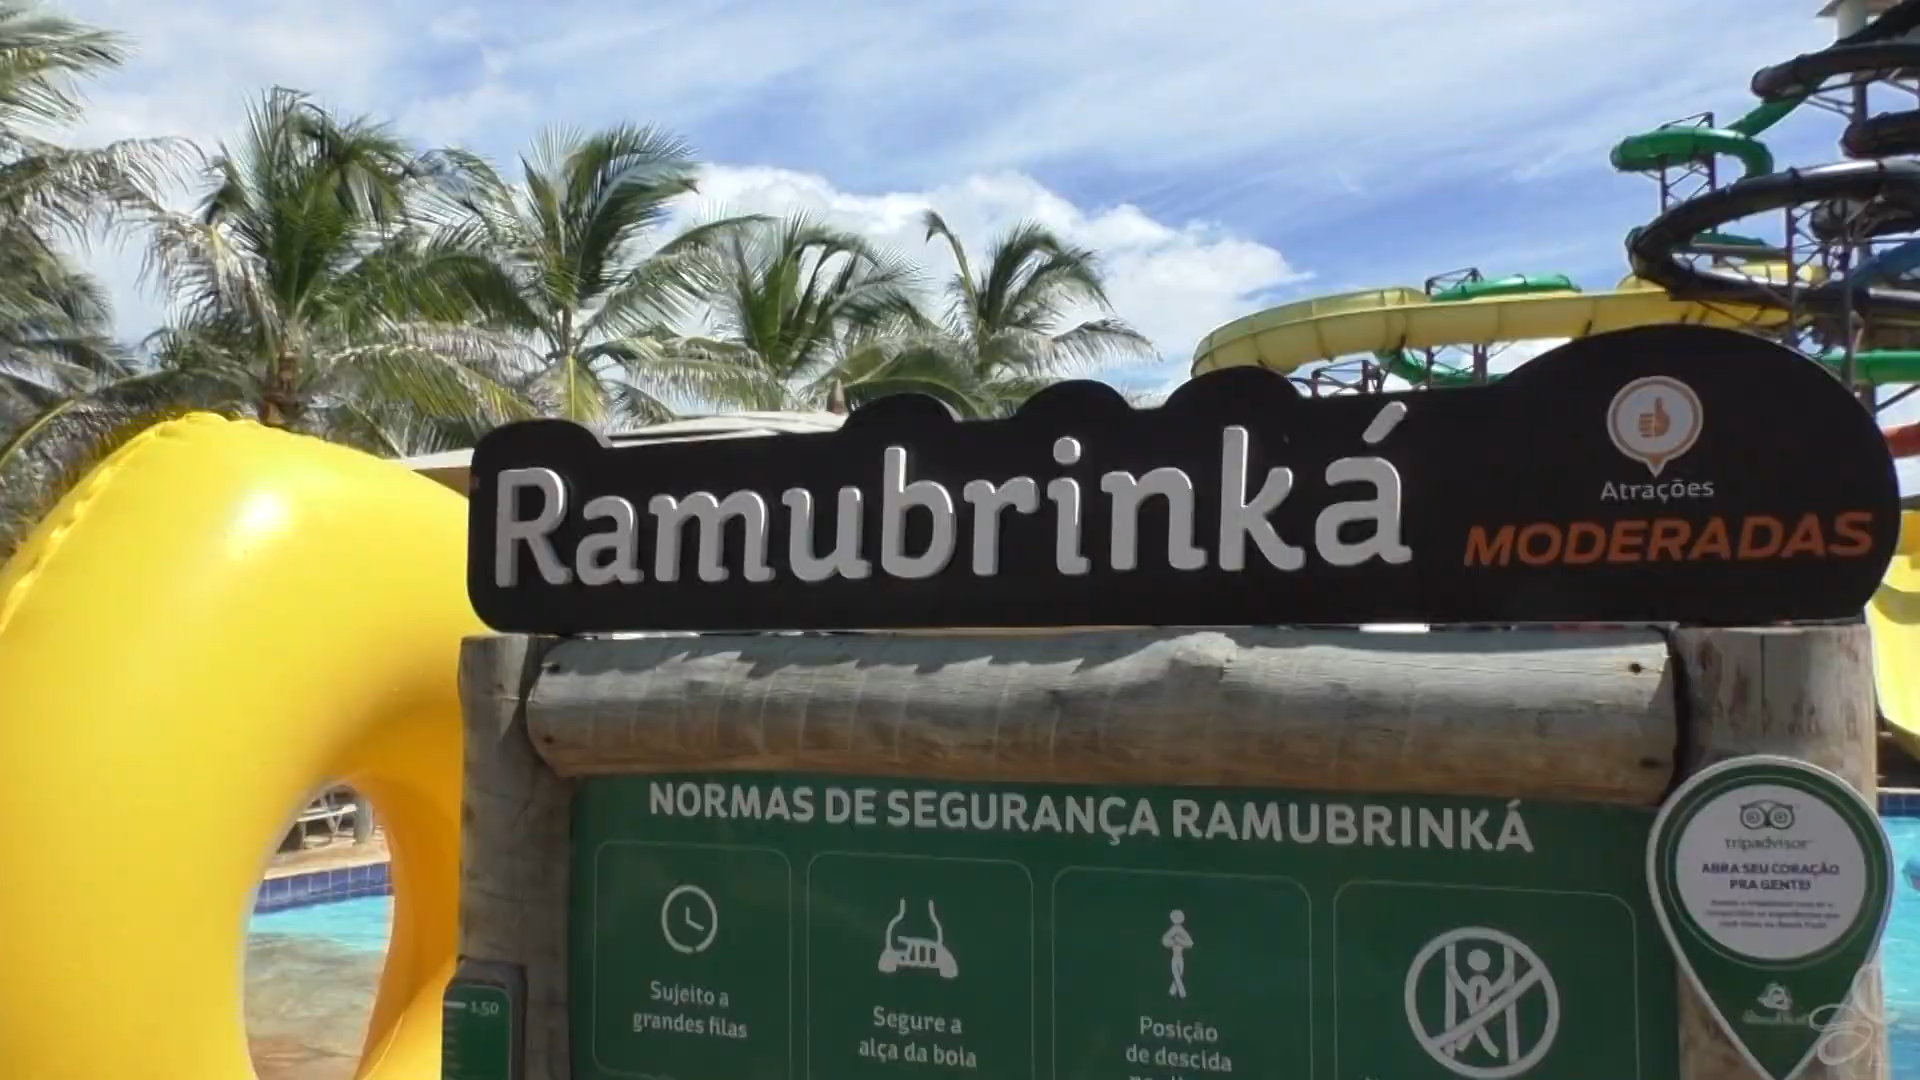 Ramubrinká
Atrações
MODERADAS
NORMAS DE SEGURANÇA RAMUBRINKÁ
Sujeito a
grandes filas
Segure a
alça da boia
Posição
de descida
1,50
tripadvisor
ABRA SEU CORAÇÃO
PRA GENTE!